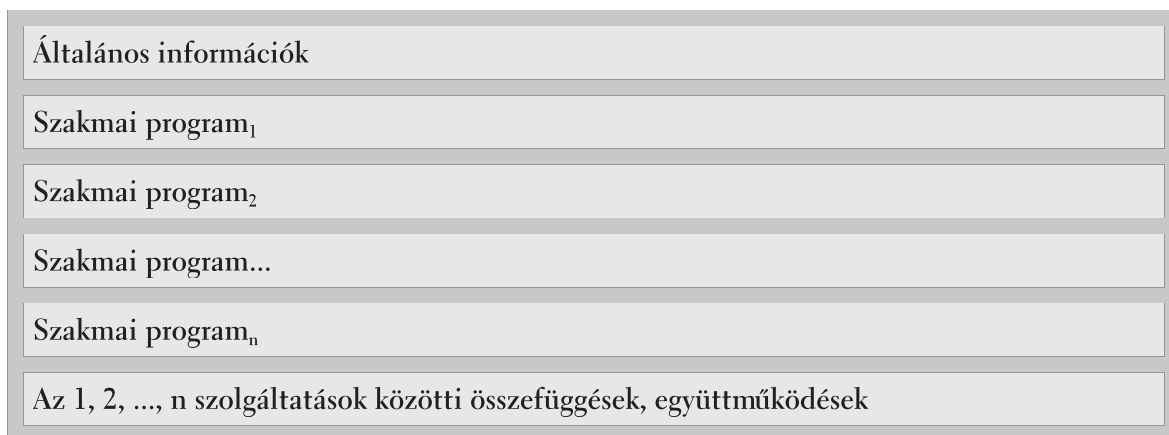 Általános információk
Szakmai program₁
Szakmai program₂
Szakmai program...
Szakmai programₙ
Az 1, 2, ..., n szolgáltatások közötti összefüggések, együttműködések